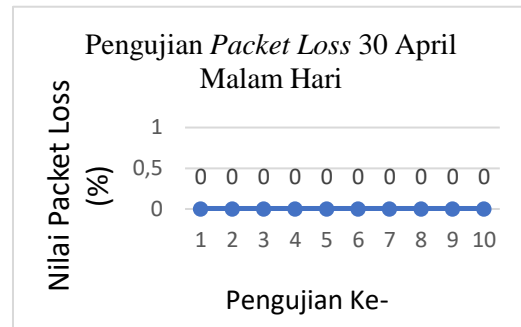 Pengujian Packet Loss 30 April
Malam Hari
Nilai Packet Loss
(%)
1
0,5
0
0 0 0 0 0 0 0 0 0 0
1 2 3 4 5 6 7 8 9 10
Pengujian Ke-